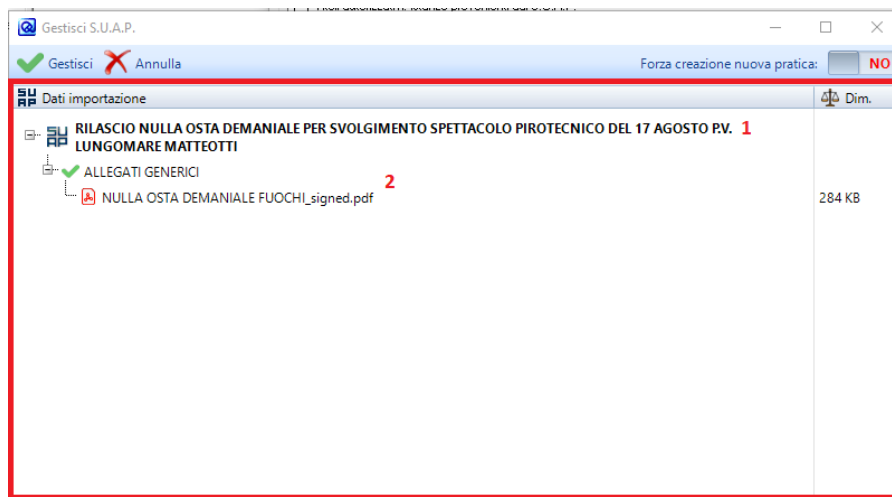 Gestisci S.U.A.P.
Gestisci Annulla Forza creazione nuova pratica: NO
Dati importazione Dim.
RILASCIO NULLA OSTA DEMANIALE PER SVOLGIMENTO SPETTACOLO PIROTECNICO DEL 17 AGOSTO P.V. 1
LUNGOMARE MATTEOTTI
ALLEGATI GENERICI
2
NULLA OSTA DEMANIALE FUOCHI_signed.pdf 284 KB